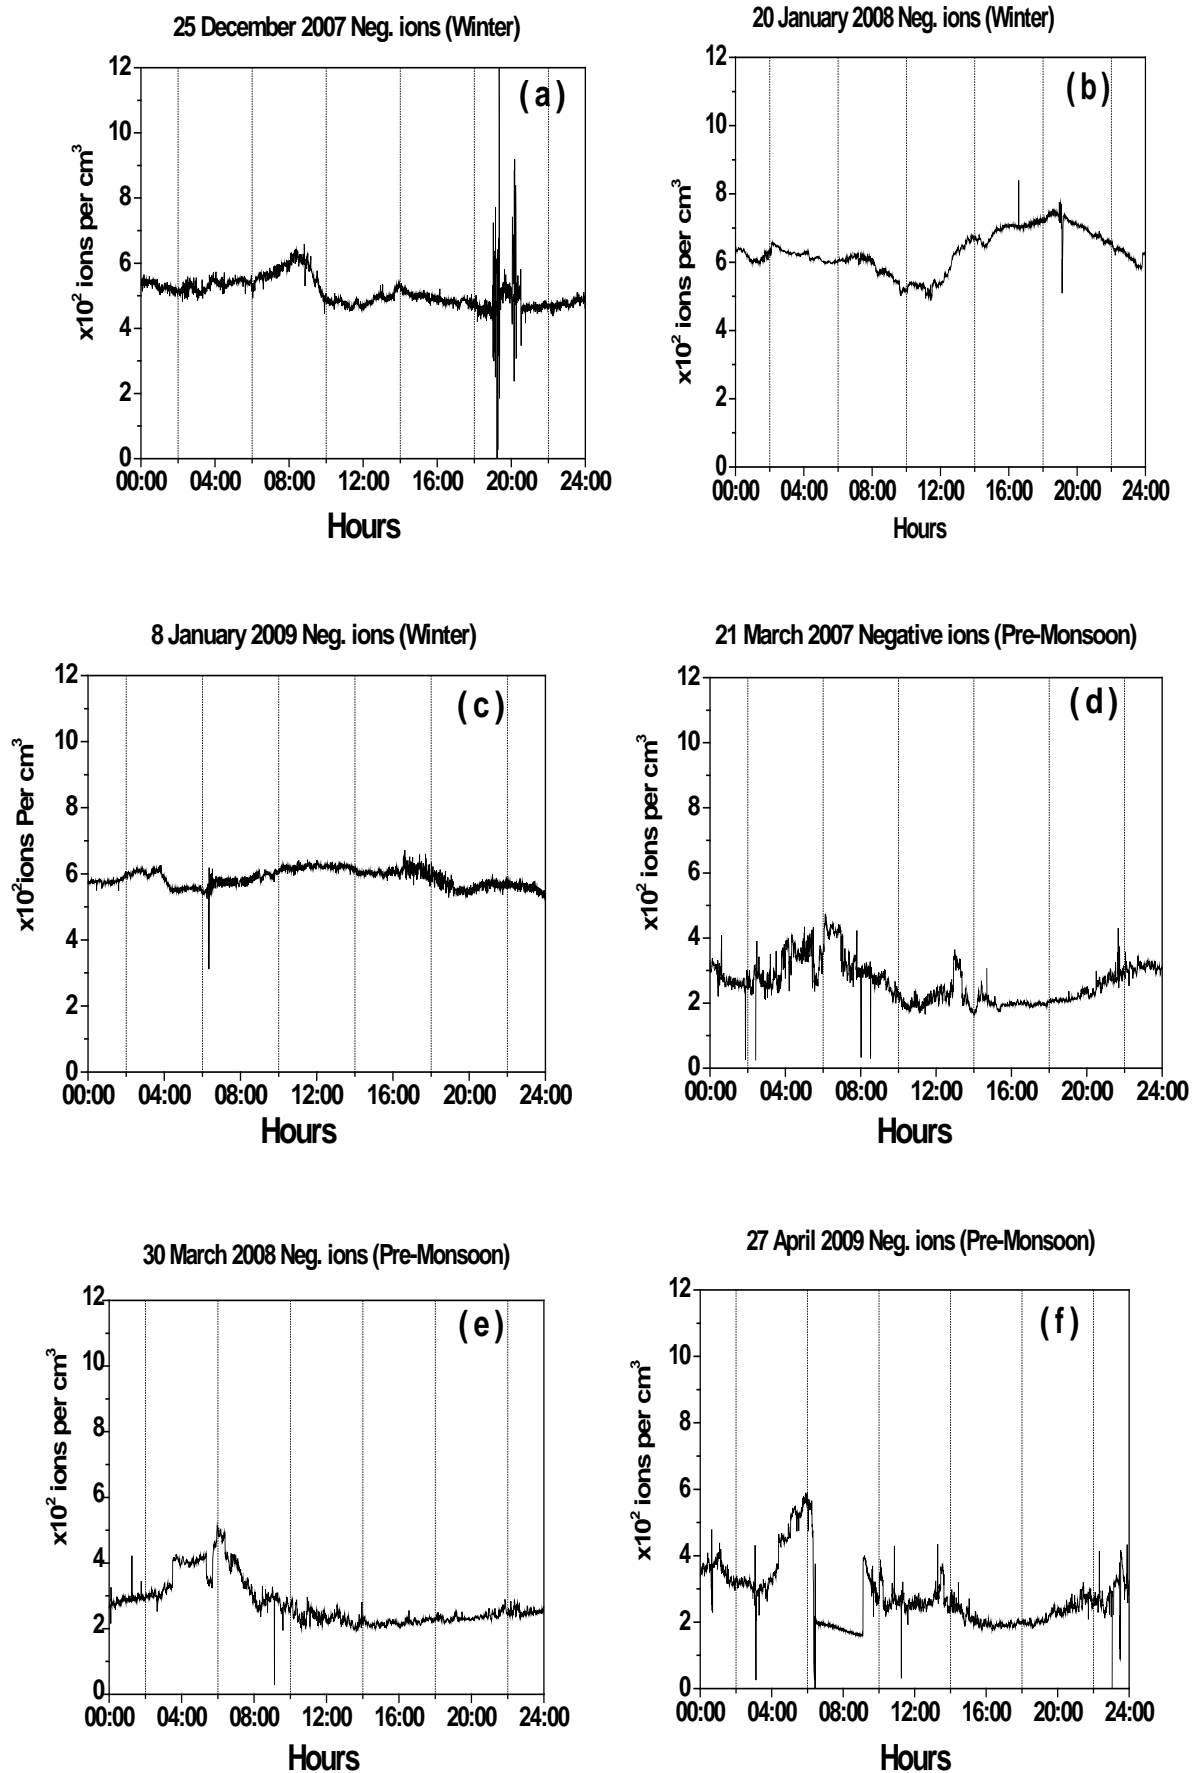 25 December 2007 Neg. ions (Winter)
(a)
x10² ions per cm³
12
10
8
6
4
2
0
00:00 04:00 08:00 12:00 16:00 20:00 24:00
Hours
20 January 2008 Neg. ions (Winter)
(b)
x10² ions per cm³
12
10
8
6
4
2
0
00:00 04:00 08:00 12:00 16:00 20:00 24:00
Hours
8 January 2009 Neg. ions (Winter)
(c)
x10²ions Per cm³
12
10
8
6
4
2
0
00:00 04:00 08:00 12:00 16:00 20:00 24:00
Hours
21 March 2007 Negative ions (Pre-Monsoon)
(d)
x10² ions per cm³
12
10
8
6
4
2
0
00:00 04:00 08:00 12:00 16:00 20:00 24:00
Hours
30 March 2008 Neg. ions (Pre-Monsoon)
(e)
x10² ions per cm³
12
10
8
6
4
2
0
00:00 04:00 08:00 12:00 16:00 20:00 24:00
Hours
27 April 2009 Neg. ions (Pre-Monsoon)
(f)
x10² ions per cm³
12
10
8
6
4
2
0
00:00 04:00 08:00 12:00 16:00 20:00 24:00
Hours